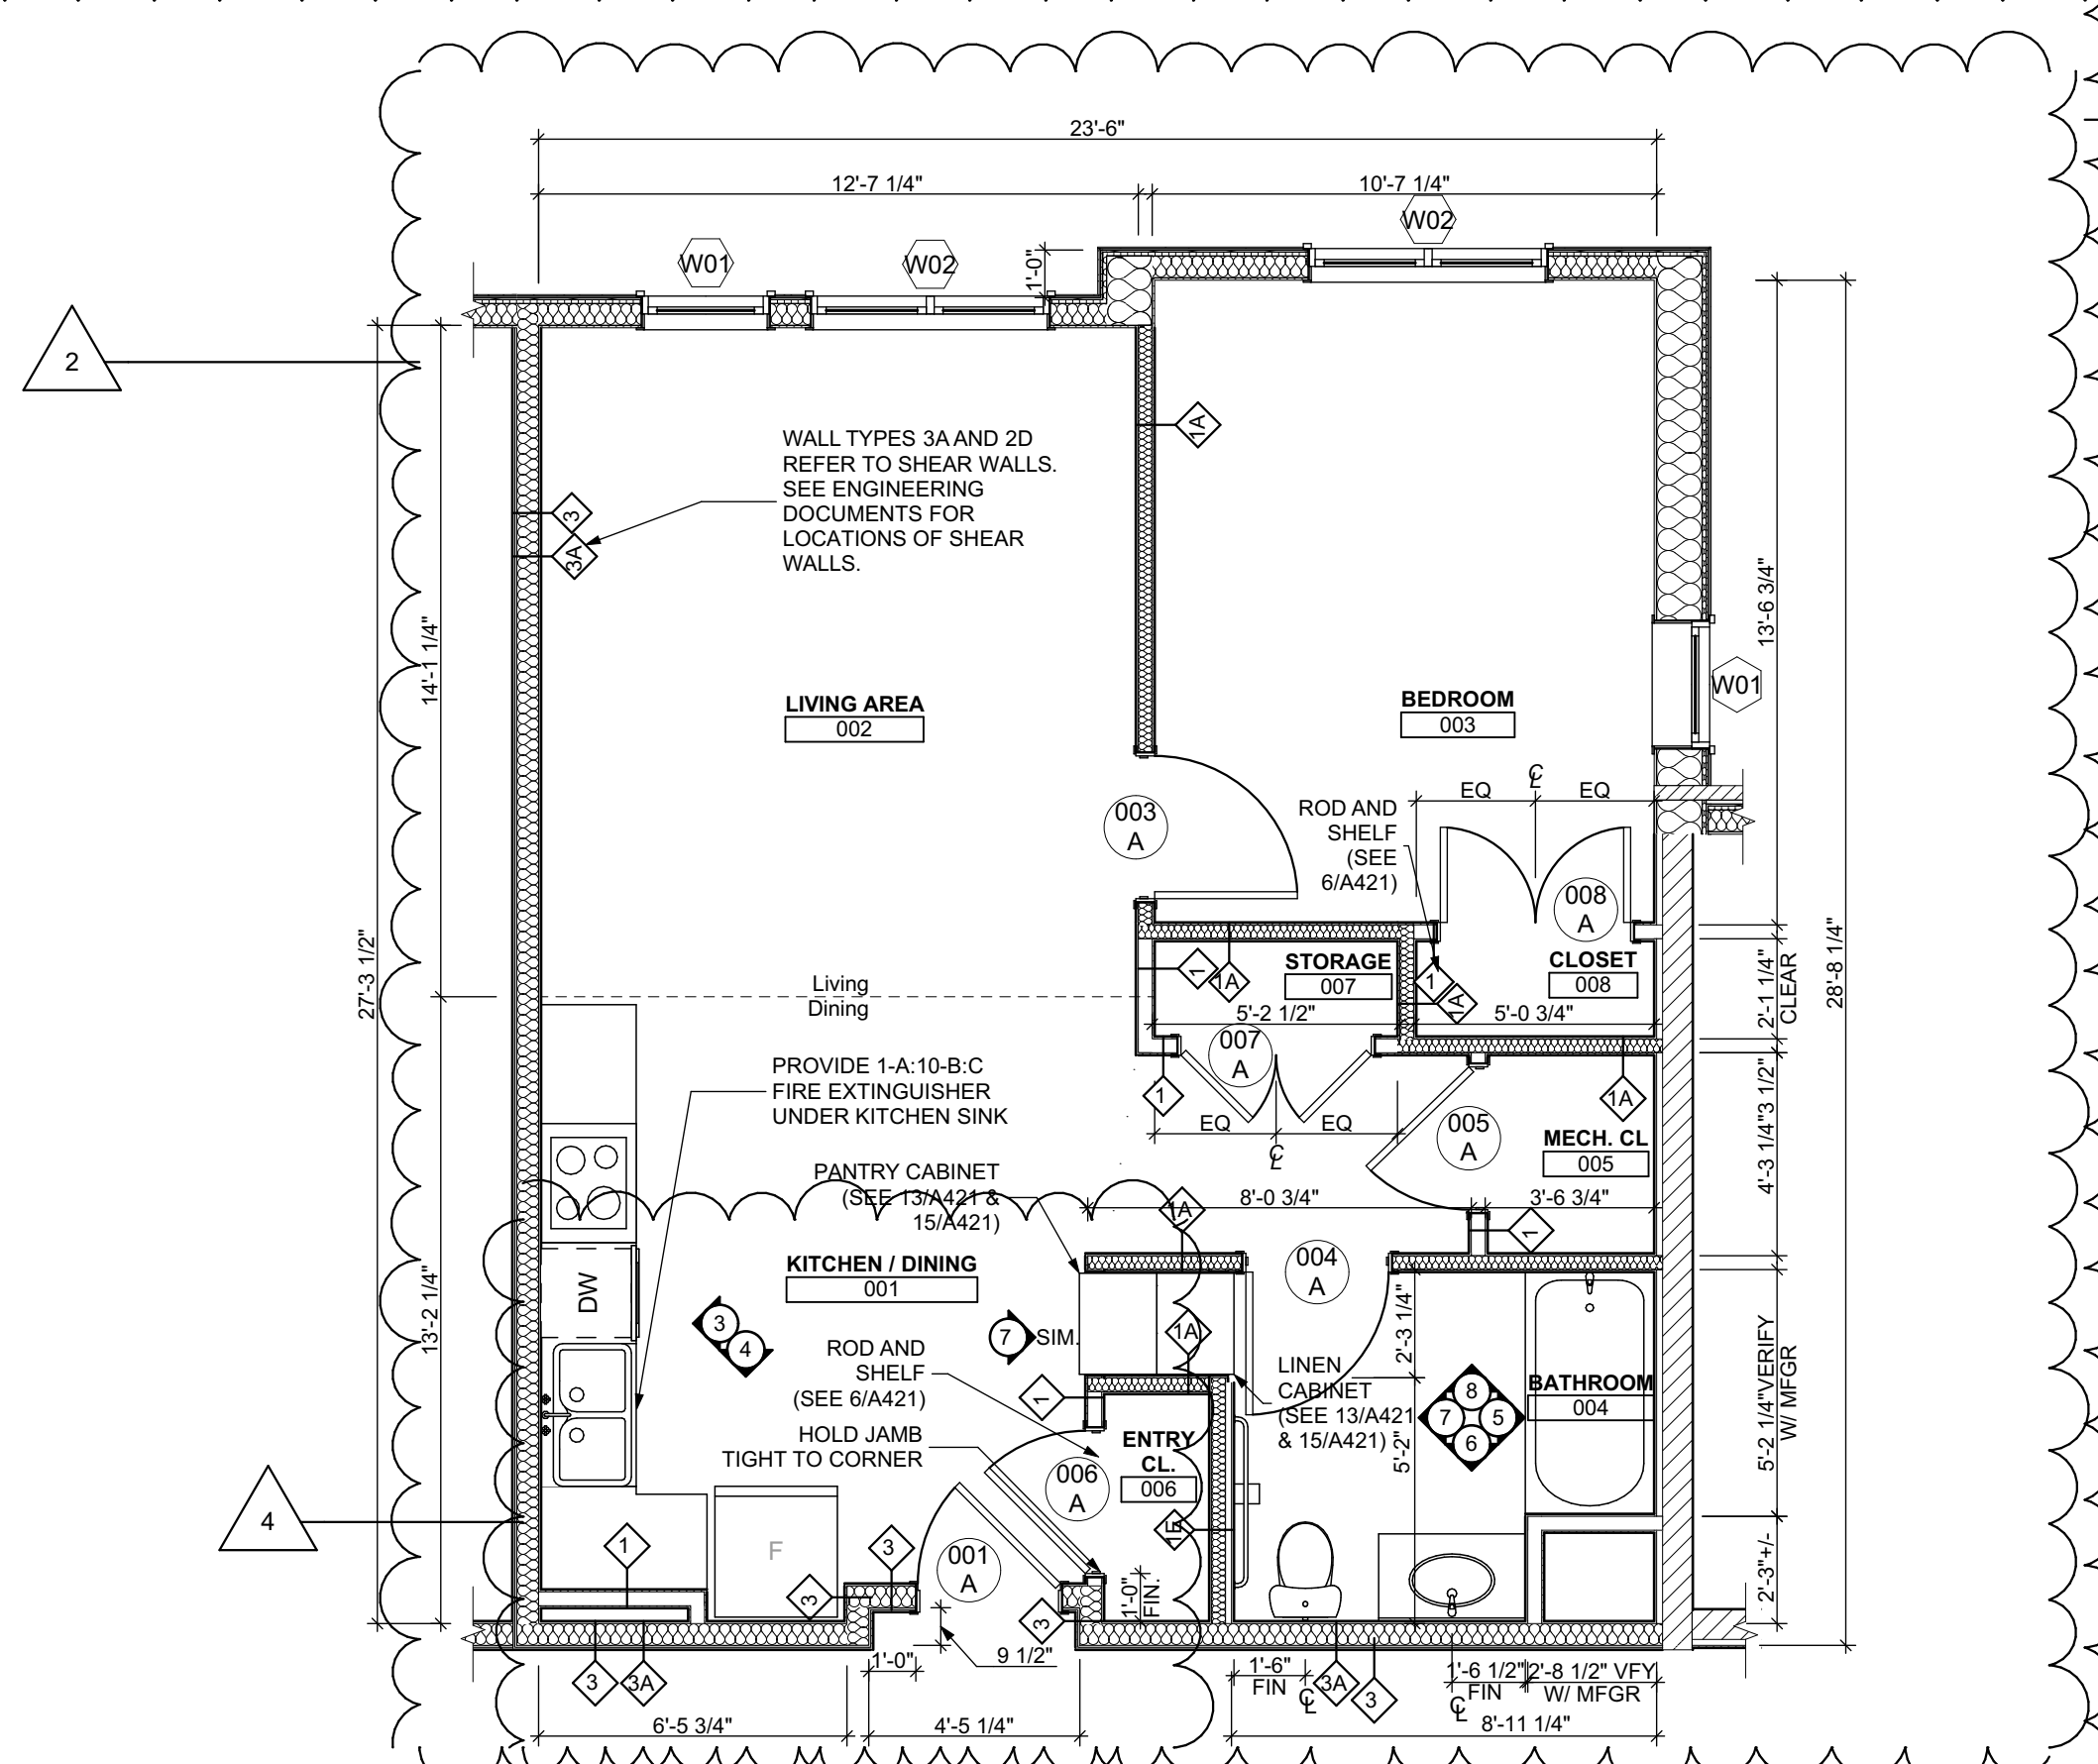 23'-6"
12'-7 1/4"
10'-7 1/4"
W02
W01
W02
1'-0"
2
1A
WALL TYPES 3A AND 2D
REFER TO SHEAR WALLS.
SEE ENGINEERING
DOCUMENTS FOR
LOCATIONS OF SHEAR
WALLS.
3
3A
14'-1 1/4"
13'-6 3/4"
LIVING AREA
002
BEDROOM
003
W01
EQ
EQ
003
A
ROD AND
SHELF
(SEE
6/A421)
008
A
27'-3 1/2"
28'-8 1/4"
2'-1 1/4"
CLEAR
Living
Dining
1
1A
STORAGE
007
1
1A
CLOSET
008
5'-2 1/2"
5'-0 3/4"
007
A
PROVIDE 1-A:10-B:C
FIRE EXTINGUISHER
UNDER KITCHEN SINK
1
1A
3 1/2"
4'-3 1/4"
EQ
EQ
005
A
MECH. CL
005
PANTRY CABINET
(SEE 13/A421 &
15/A421)
1A
8'-0 3/4"
3'-6 3/4"
1
KITCHEN / DINING
001
004
A
DW
13'-2 1/4"
3
4
7
SIM.
1A
2'-3 1/4"
5'-2 1/4"VERIFY
W/ MFGR
ROD AND
SHELF
(SEE 6/A421)
1
LINEN
CABINET
(SEE 13/A421
& 15/A421)
8
7
5
6
BATHROOM
004
5'-2"
HOLD JAMB
TIGHT TO CORNER
ENTRY
CL.
006
006
A
4
1E
F
1
3
001
A
3
3
1'-0"
FIN.
2'-3"+/-
1'-0"
9 1/2"
3
3A
1'-6"
FIN
3A
3
1'-6 1/2"
FIN
2'-8 1/2" VFY
W/ MFGR
6'-5 3/4"
4'-5 1/4"
8'-11 1/4"